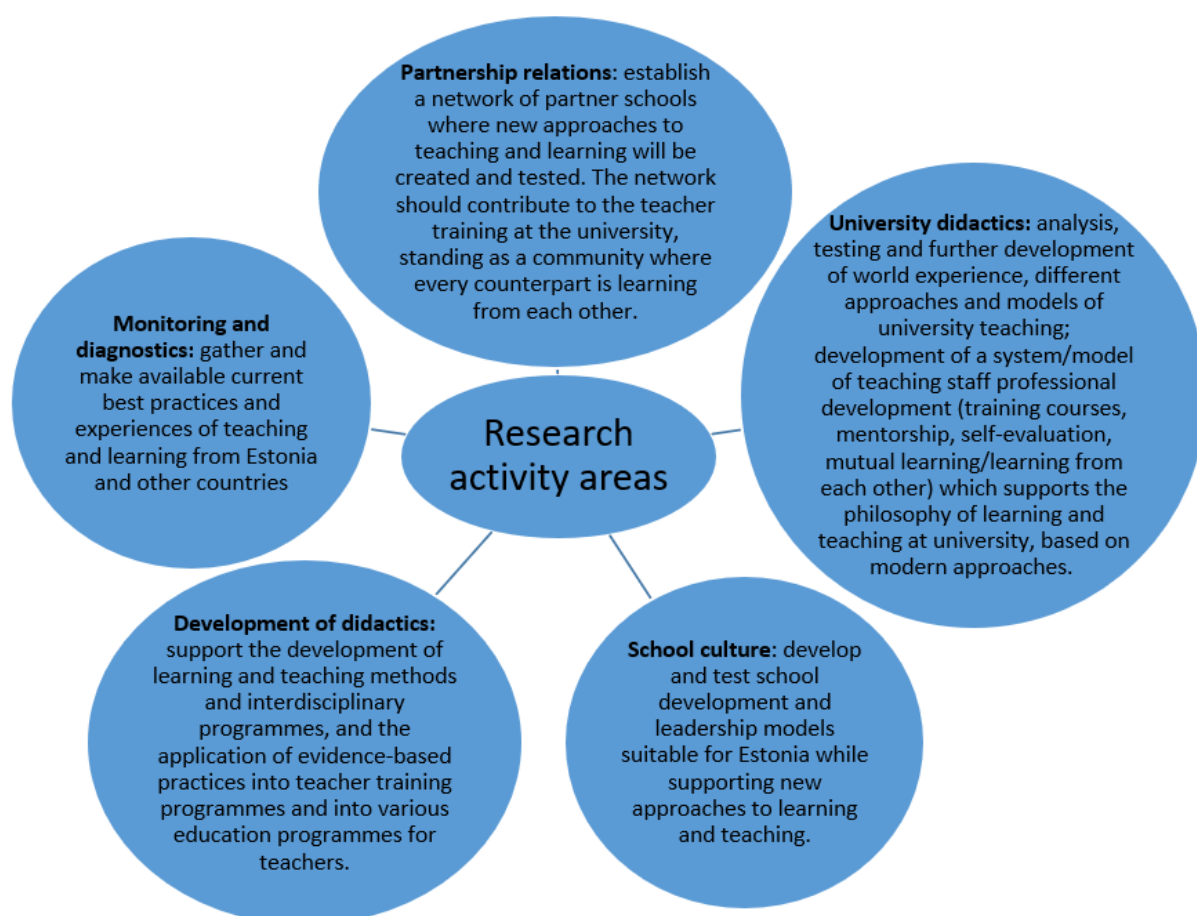 Partnership relations: establish
a network of partner schools
where new approaches to
teaching and learning will be
created and tested. The network
should contribute to the teacher
training at the university,
standing as a community where
every counterpart is learning
from each other.
University didactics: analysis,
testing and further development
of world experience, different
approaches and models of
university teaching;
development of a system/model
of teaching staff professional
development (training courses,
mentorship, self-evaluation,
mutual learning/learning from
each other) which supports the
philosophy of learning and
teaching at university, based on
modern approaches.
Monitoring and
diagnostics: gather and
make available current
best practices and
experiences of teaching
and learning from Estonia
and other countries
Research
activity areas
Development of didactics:
support the development of
learning and teaching methods
and interdisciplinary
programmes, and the
application of evidence-based
practices into teacher training
programmes and into various
education programmes for
teachers.
School culture: develop
and test school
development and
leadership models
suitable for Estonia while
supporting new
approaches to learning
and teaching.